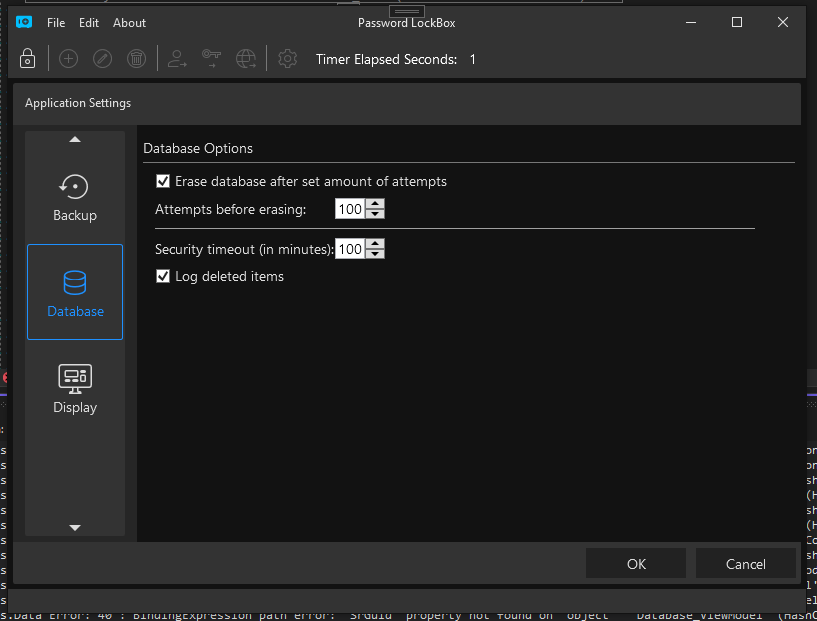 File Edit About
Password LockBox
Timer Elapsed Seconds: 1
Application Settings
Backup
Database
Display
Database Options
Erase database after set amount of attempts
Attempts before erasing: 100
Security timeout (in minutes): 100
Log deleted items
OK Cancel
s.Data Error: 40 : BindingExpression path error: 'SrGuid' property not found on 'object' ''Database_ViewModel' (HashC